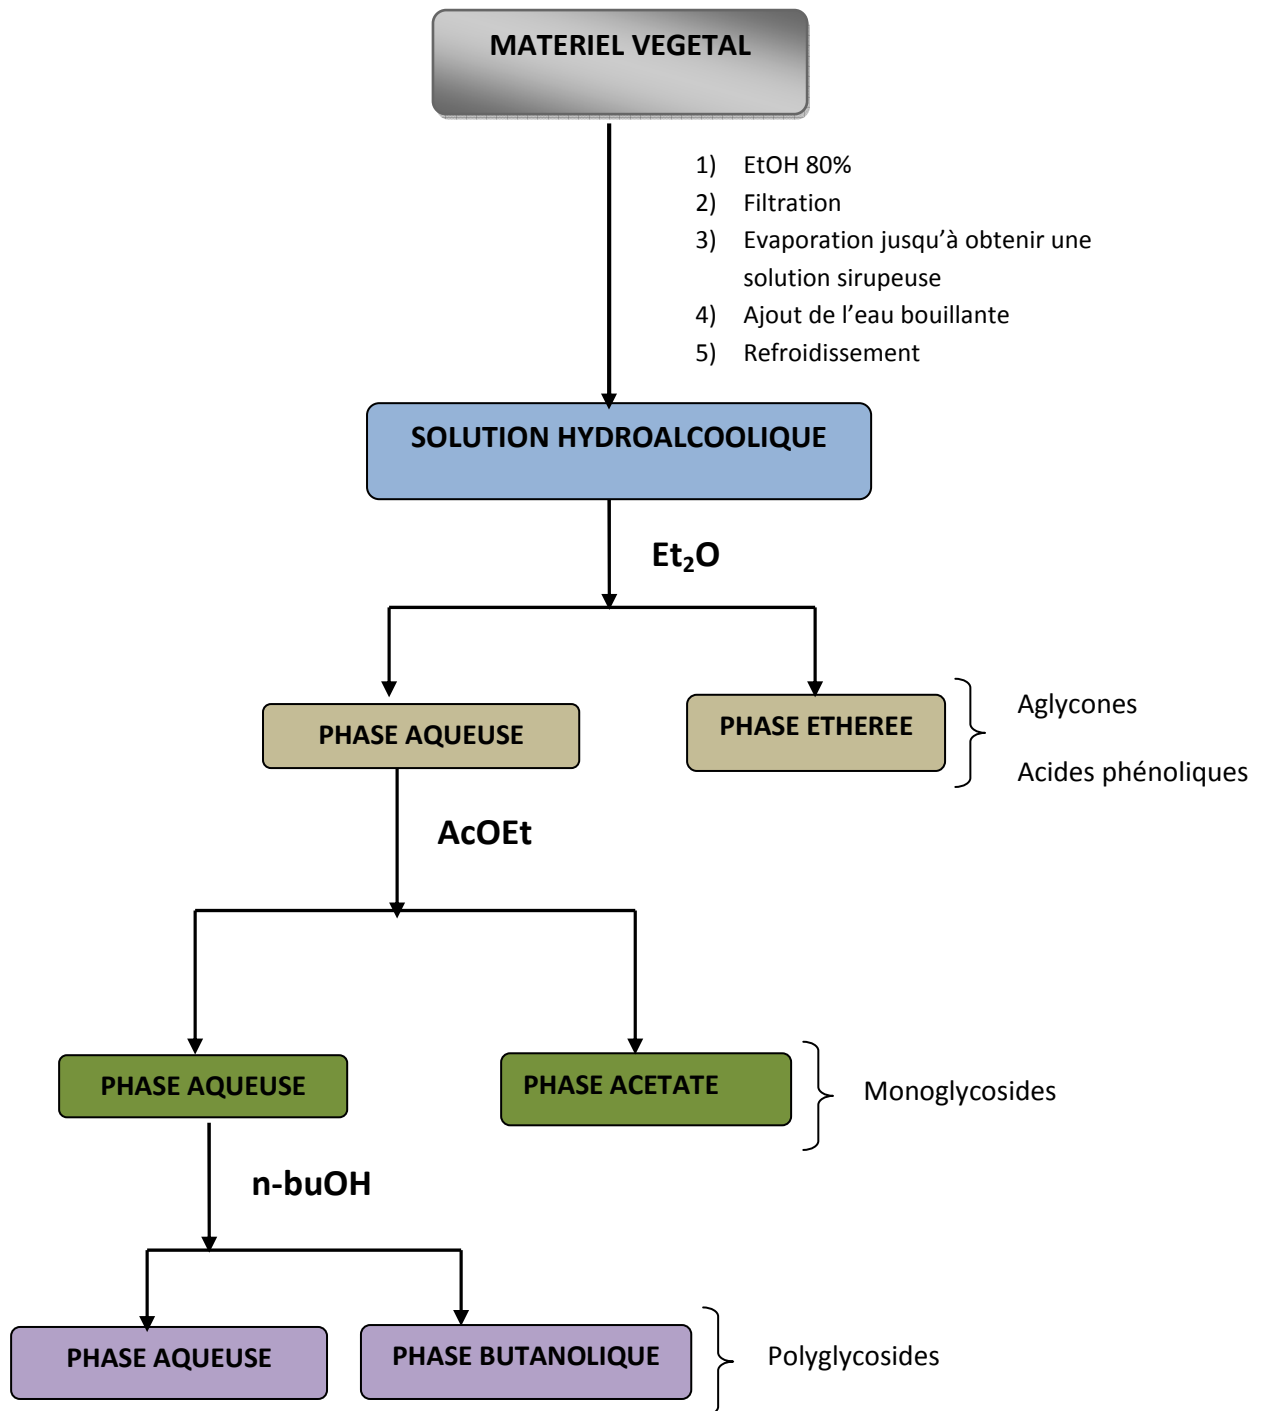 MATERIEL VEGETAL
1) EtOH 80%
2) Filtration
3) Evaporation jusqu’à obtenir une
solution sirupeuse
4) Ajout de l’eau bouillante
5) Refroidissement
SOLUTION HYDROALCOOLIQUE
Et₂O
PHASE AQUEUSE
PHASE ETHEREE
Aglycones
Acides phénoliques
AcOEt
PHASE AQUEUSE
PHASE ACETATE
Monoglycosides
n-buOH
PHASE AQUEUSE
PHASE BUTANOLIQUE
Polyglycosides